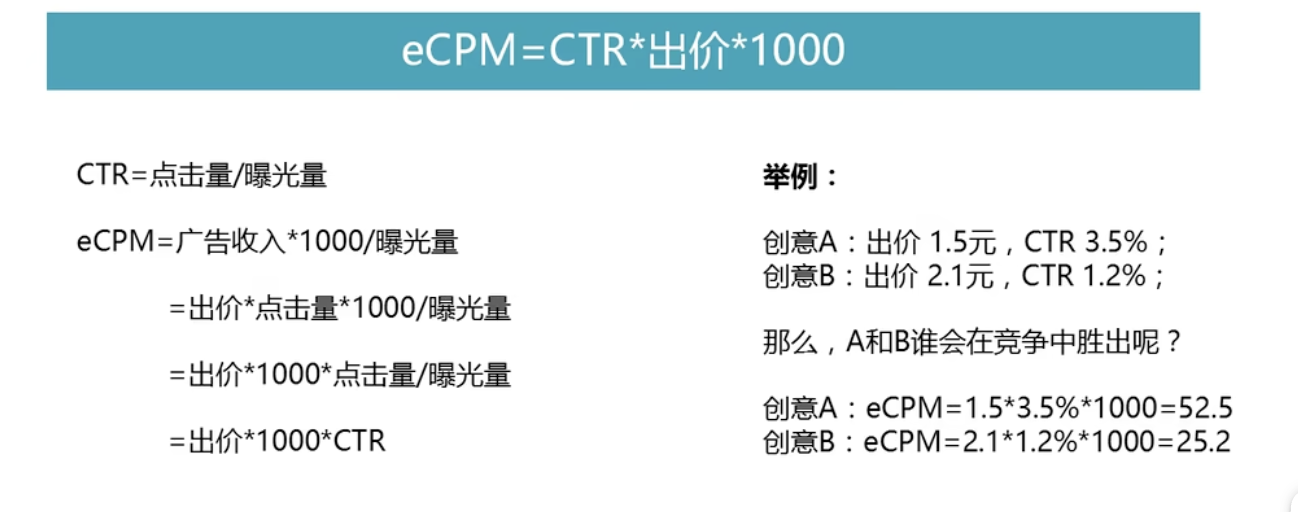 eCPM=CTR*出价*1000
CTR=点击量/曝光量
eCPM=广告收入*1000/曝光量
=出价*点击量*1000/曝光量
=出价*1000*点击量/曝光量
=出价*1000*CTR
举例：
创意A：出价 1.5元，CTR 3.5%；
创意B：出价 2.1元，CTR 1.2%；
那么，A和B谁会在竞争中胜出呢？
创意A：eCPM=1.5*3.5%*1000=52.5
创意B：eCPM=2.1*1.2%*1000=25.2